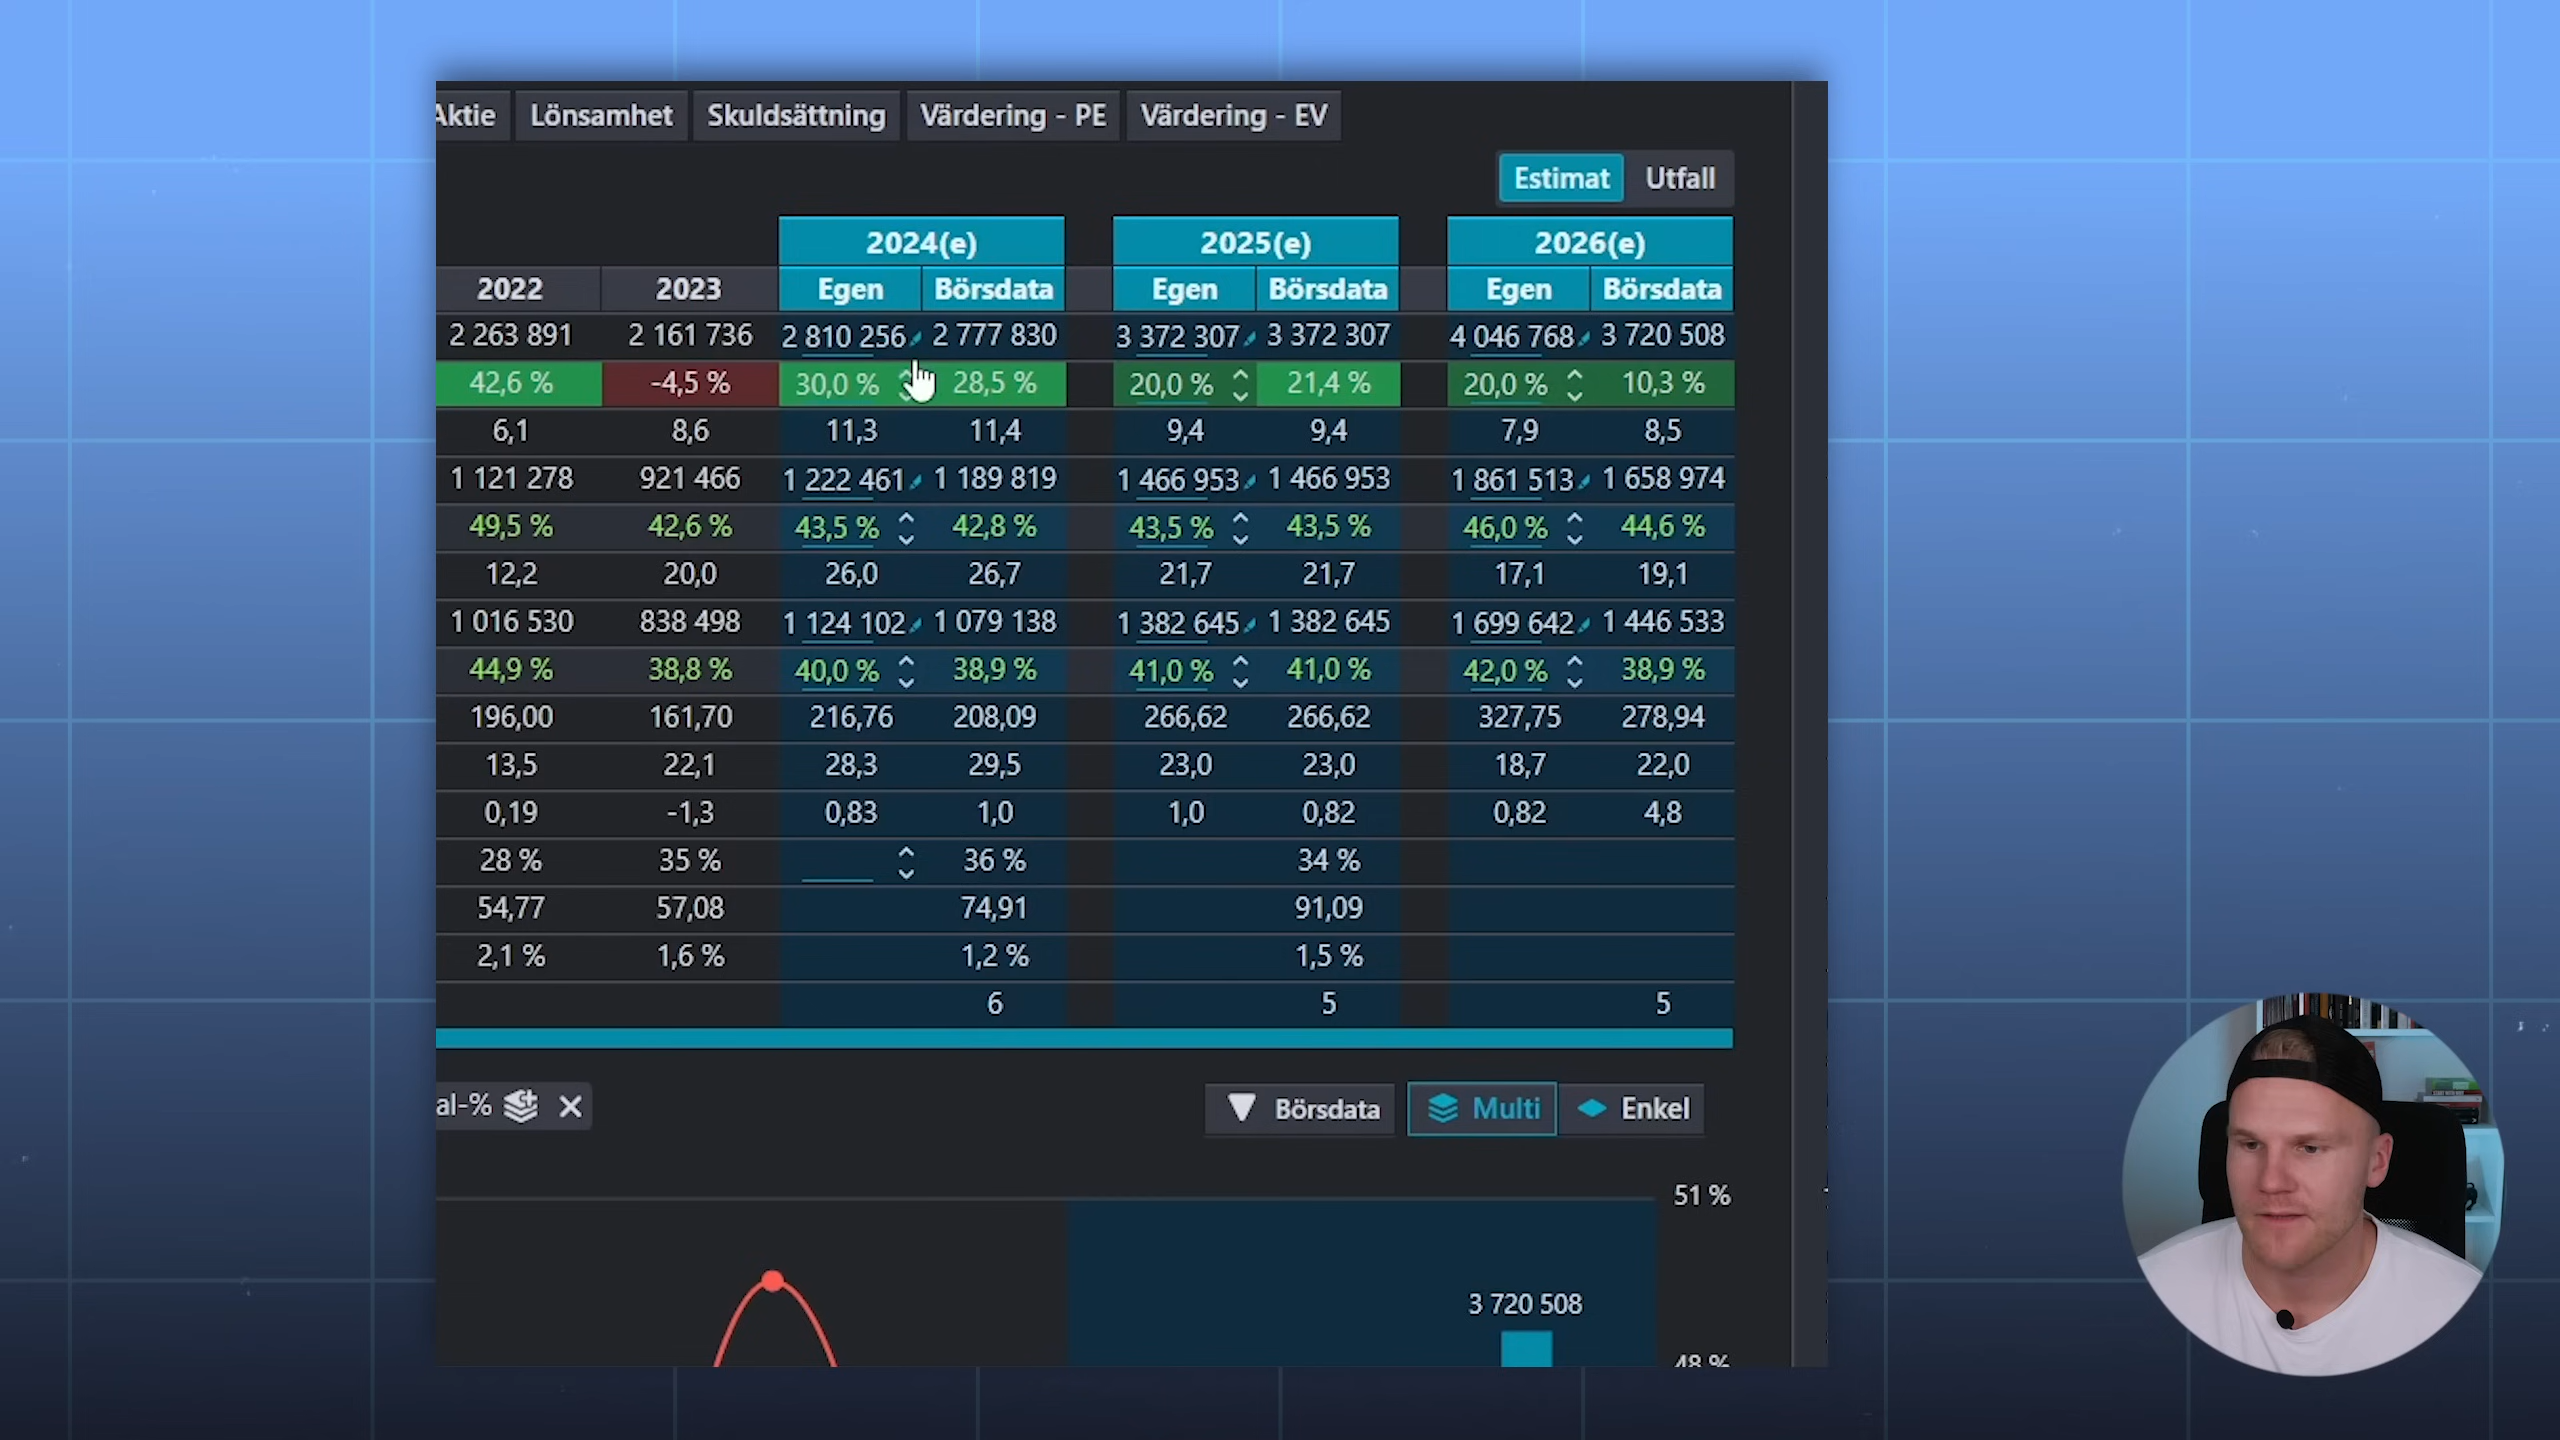 Aktie Lönsamhet Skuldsättning Värdering - PE Värdering - EV
Estimat Utfall
2024(e) 2025(e) 2026(e)
2022 2023 Egen Börsdata Egen Börsdata Egen Börsdata
2 263 891 2 161 736 2 810 256 2 777 830 3 372 307 3 372 307 4 046 768 3 720 508
42,6 % -4,5 % 30,0 % 28,5 % 20,0 % 21,4 % 20,0 % 10,3 %
6,1 8,6 11,3 11,4 9,4 9,4 7,9 8,5
1 121 278 921 466 1 222 461 1 189 819 1 466 953 1 466 953 1 861 513 1 658 974
49,5 % 42,6 % 43,5 % 42,8 % 43,5 % 43,5 % 46,0 % 44,6 %
12,2 20,0 26,0 26,7 21,7 21,7 17,1 19,1
1 016 530 838 498 1 124 102 1 079 138 1 382 645 1 382 645 1 699 642 1 446 533
44,9 % 38,8 % 40,0 % 38,9 % 41,0 % 41,0 % 42,0 % 38,9 %
196,00 161,70 216,76 208,09 266,62 266,62 327,75 278,94
13,5 22,1 28,3 29,5 23,0 23,0 18,7 22,0
0,19 -1,3 0,83 1,0 1,0 0,82 0,82 4,8
28 % 35 % 36 % 34 %
54,77 57,08 74,91 91,09
2,1 % 1,6 % 1,2 % 1,5 %
6 5 5
al-% Börsdata Multi Enkel
51 %
3 720 508
48 %